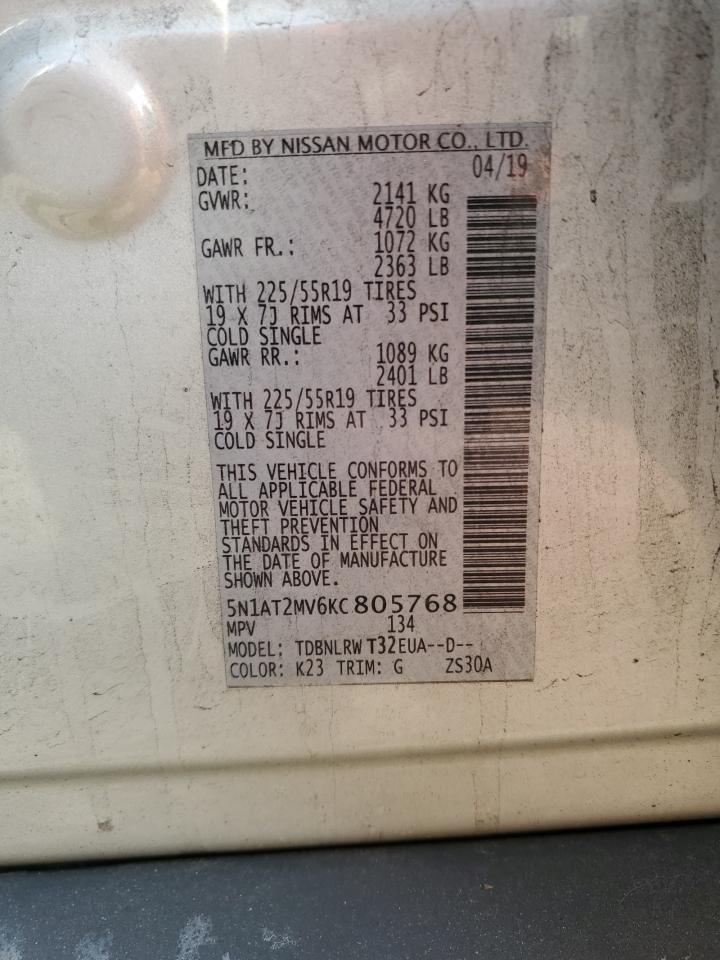 MFD BY NISSAN MOTOR CO., LTD.
DATE: 04/19
GVWR: 2141 KG
4720 LB
GAWR FR.: 1072 KG
2363 LB
WITH 225/55R19 TIRES
19 X 7J RIMS AT 33 PSI
COLD SINGLE
GAWR RR.: 1089 KG
2401 LB
WITH 225/55R19 TIRES
19 X 7J RIMS AT 33 PSI
COLD SINGLE
THIS VEHICLE CONFORMS TO
ALL APPLICABLE FEDERAL
MOTOR VEHICLE SAFETY AND
THEFT PREVENTION
STANDARDS IN EFFECT ON
THE DATE OF MANUFACTURE
SHOWN ABOVE.
5N1AT2MV6KC805768
MPV 134
MODEL: TDBNLRWT32EUA--D--
COLOR: K23 TRIM: G ZS30A